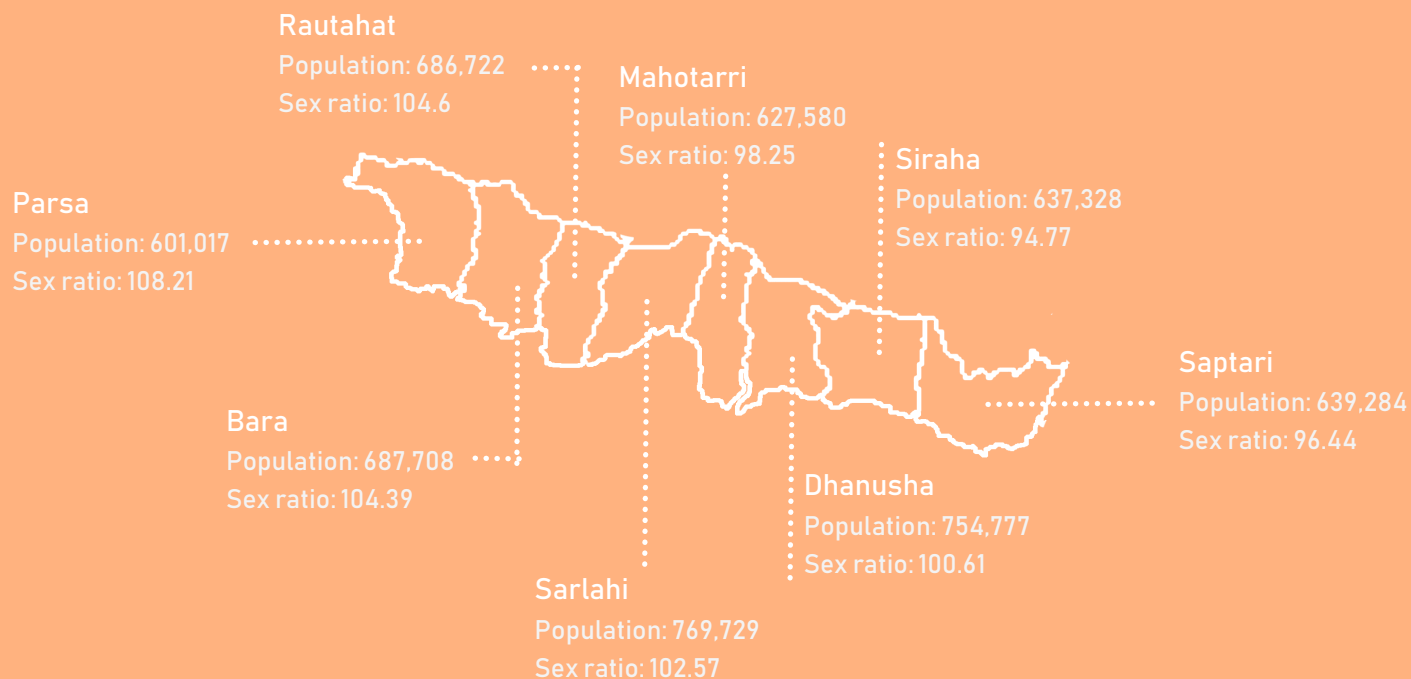 Rautahat
Population: 686,722
Sex ratio: 104.6
Mahotarri
Population: 627,580
Sex ratio: 98.25
Siraha
Population: 637,328
Sex ratio: 94.77
Parsa
Population: 601,017
Sex ratio: 108.21
Saptari
Population: 639,284
Sex ratio: 96.44
Bara
Population: 687,708
Sex ratio: 104.39
Dhanusha
Population: 754,777
Sex ratio: 100.61
Sarlahi
Population: 769,729
Sex ratio: 102.57